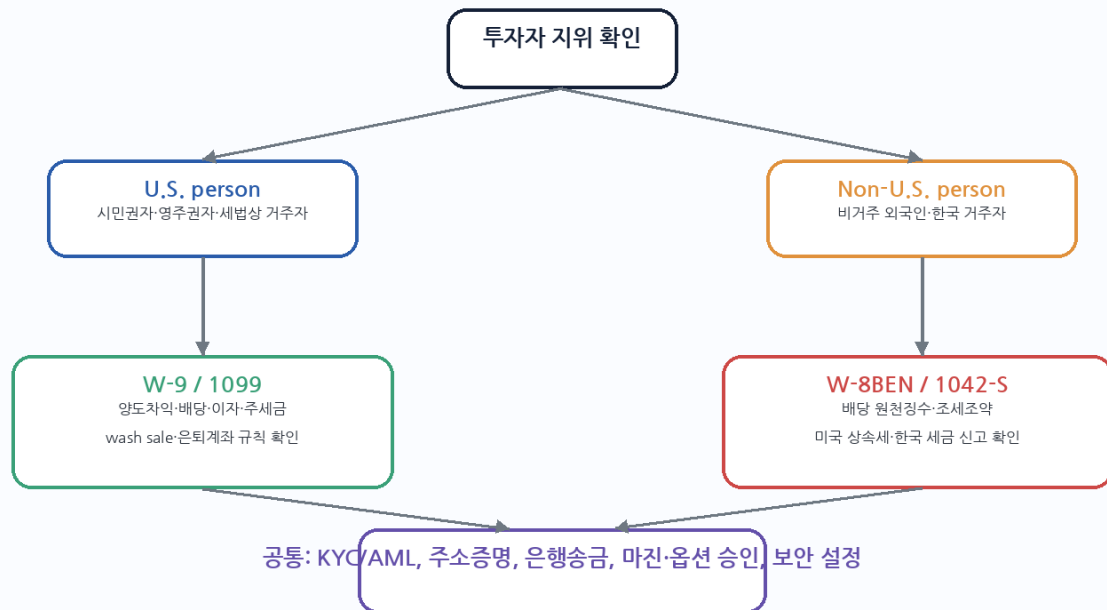 투자자 지위 확인
U.S. person
시민권자·영주권자·세법상 거주자
Non-U.S. person
비거주 외국인·한국 거주자
W-9 / 1099
양도차익·배당·이자·주세금
wash sale·은퇴계좌 규칙 확인
W-8BEN / 1042-S
배당 원천징수·조세조약
미국 상속세·한국 세금 신고 확인
공통: KYC/AML, 주소증명, 은행송금, 마진·옵션 승인, 보안 설정